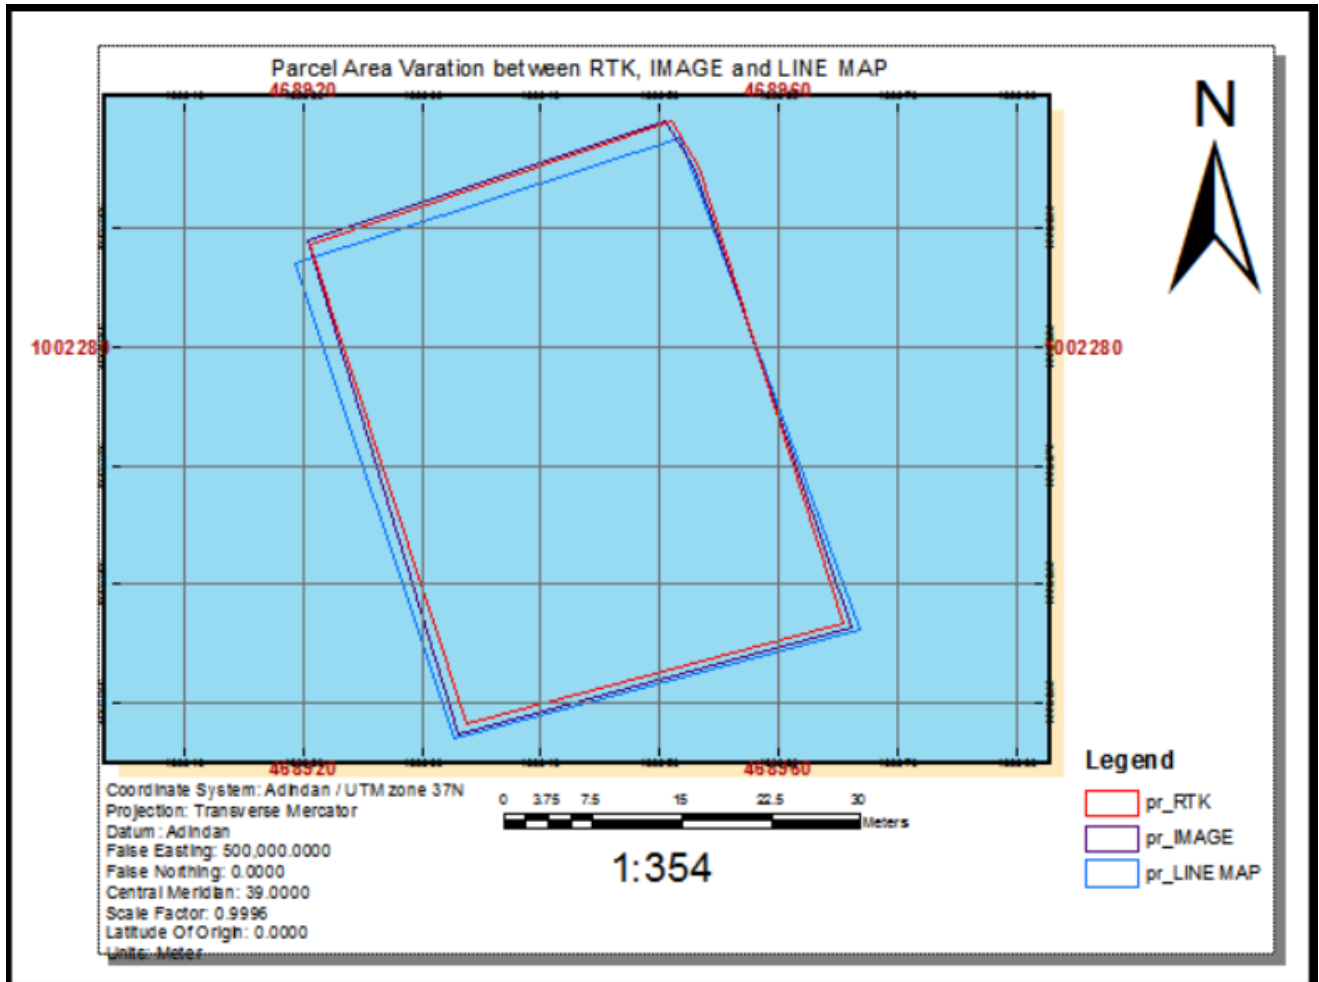 Parcel Area Varation between RTK, IMAGE and LINE MAP
468920 468960
N
1002280 1002280
468920 468960
Coordinate System: Adindan / UTM zone 37N
Projection: Transverse Mercator
Datum: Adindan
False Easting: 500,000.0000
False Northing: 0.0000
Central Meridian: 39.0000
Scale Factor: 0.9996
Latitude Of Origin: 0.0000
Units: Meter
0 3.75 7.5 15 22.5 30
Meters
1:354
Legend
pr_RTK
pr_IMAGE
pr_LINE MAP